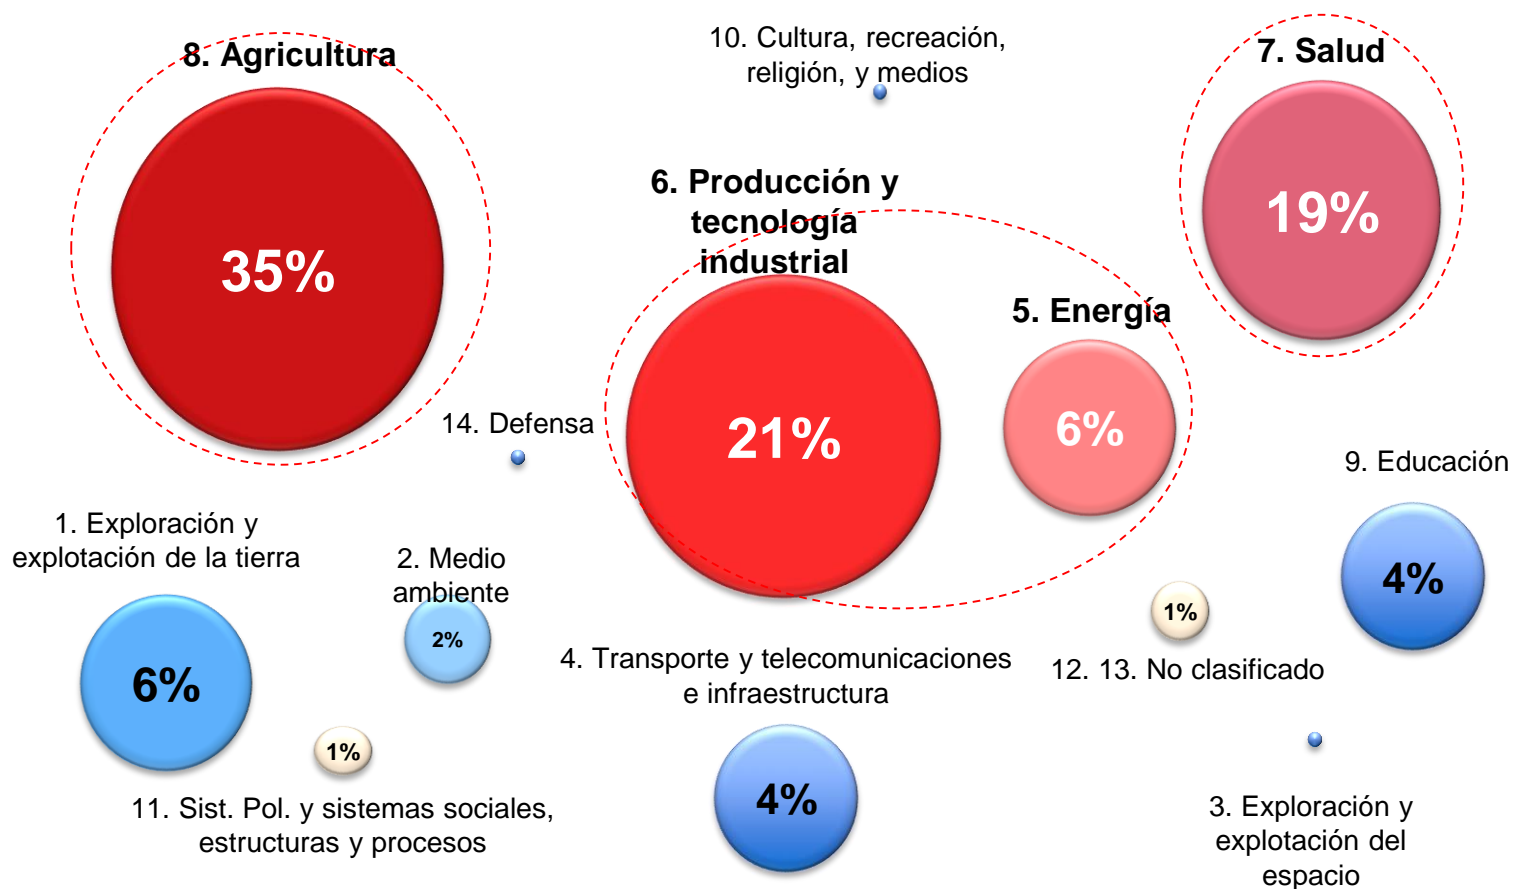 8. Agricultura
35%
10. Cultura, recreación,
religión, y medios
7. Salud
19%
6. Producción y
tecnología
industrial
21%
5. Energía
6%
14. Defensa
9. Educación
4%
1. Exploración y
explotación de la tierra
6%
2. Medio
ambiente
2%
1%
12. 13. No clasificado
4. Transporte y telecomunicaciones
e infraestructura
4%
1%
11. Sist. Pol. y sistemas sociales,
estructuras y procesos
3. Exploración y
explotación del
espacio